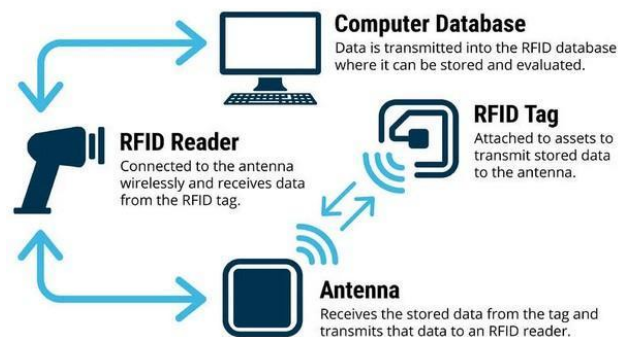 Computer Database
Data is transmitted into the RFID database
where it can be stored and evaluated.
RFID Tag
Attached to assets to
transmit stored data
to the antenna.
RFID Reader
Connected to the antenna
wirelessly and receives data
from the RFID tag.
Antenna
Receives the stored data from the tag and
transmits that data to an RFID reader.